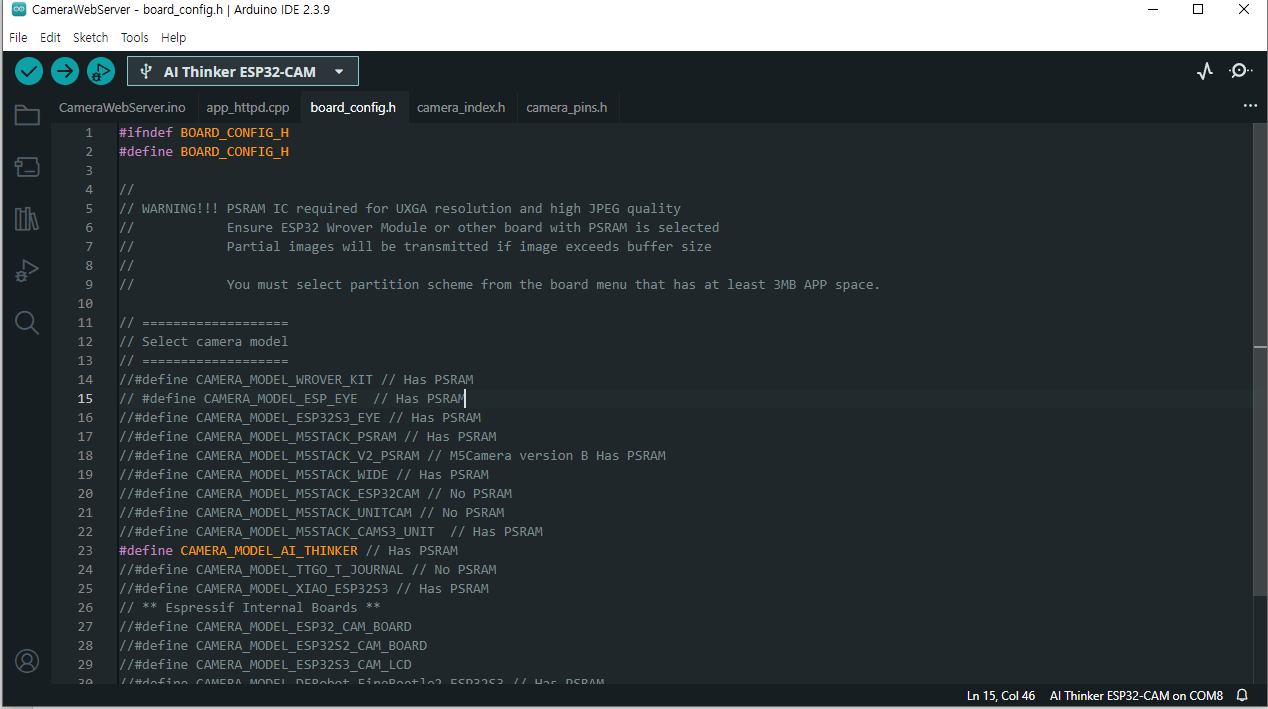 CameraWebServer - board_config.h | Arduino IDE 2.3.9
File Edit Sketch Tools Help
AI Thinker ESP32-CAM
CameraWebServer.ino app_httpd.cpp board_config.h camera_index.h camera_pins.h
1 #ifndef BOARD_CONFIG_H
2 #define BOARD_CONFIG_H
3
4 //
5 // WARNING!!! PSRAM IC required for UXGA resolution and high JPEG quality
6 //            Ensure ESP32 Wrover Module or other board with PSRAM is selected
7 //            Partial images will be transmitted if image exceeds buffer size
8 //
9 //            You must select partition scheme from the board menu that has at least 3MB APP space.
10
11 // ===================
12 // Select camera model
13 // ===================
14 //#define CAMERA_MODEL_WROVER_KIT // Has PSRAM
15 // #define CAMERA_MODEL_ESP_EYE  // Has PSRAM
16 //#define CAMERA_MODEL_ESP32S3_EYE // Has PSRAM
17 //#define CAMERA_MODEL_M5STACK_PSRAM // Has PSRAM
18 //#define CAMERA_MODEL_M5STACK_V2_PSRAM // M5Camera version B Has PSRAM
19 //#define CAMERA_MODEL_M5STACK_WIDE // Has PSRAM
20 //#define CAMERA_MODEL_M5STACK_ESP32CAM // No PSRAM
21 //#define CAMERA_MODEL_M5STACK_UNITCAM // No PSRAM
22 //#define CAMERA_MODEL_M5STACK_CAMS3_UNIT  // Has PSRAM
23 #define CAMERA_MODEL_AI_THINKER // Has PSRAM
24 //#define CAMERA_MODEL_TTGO_T_JOURNAL // No PSRAM
25 //#define CAMERA_MODEL_XIAO_ESP32S3 // Has PSRAM
26 // ** Espressif Internal Boards **
27 //#define CAMERA_MODEL_ESP32_CAM_BOARD
28 //#define CAMERA_MODEL_ESP32S2_CAM_BOARD
29 //#define CAMERA_MODEL_ESP32S3_CAM_LCD
30 //#define CAMERA_MODEL_DFRobot_FireBeetle2_ESP32S3 // Has PSRAM
Ln 15, Col 46 AI Thinker ESP32-CAM on COM8